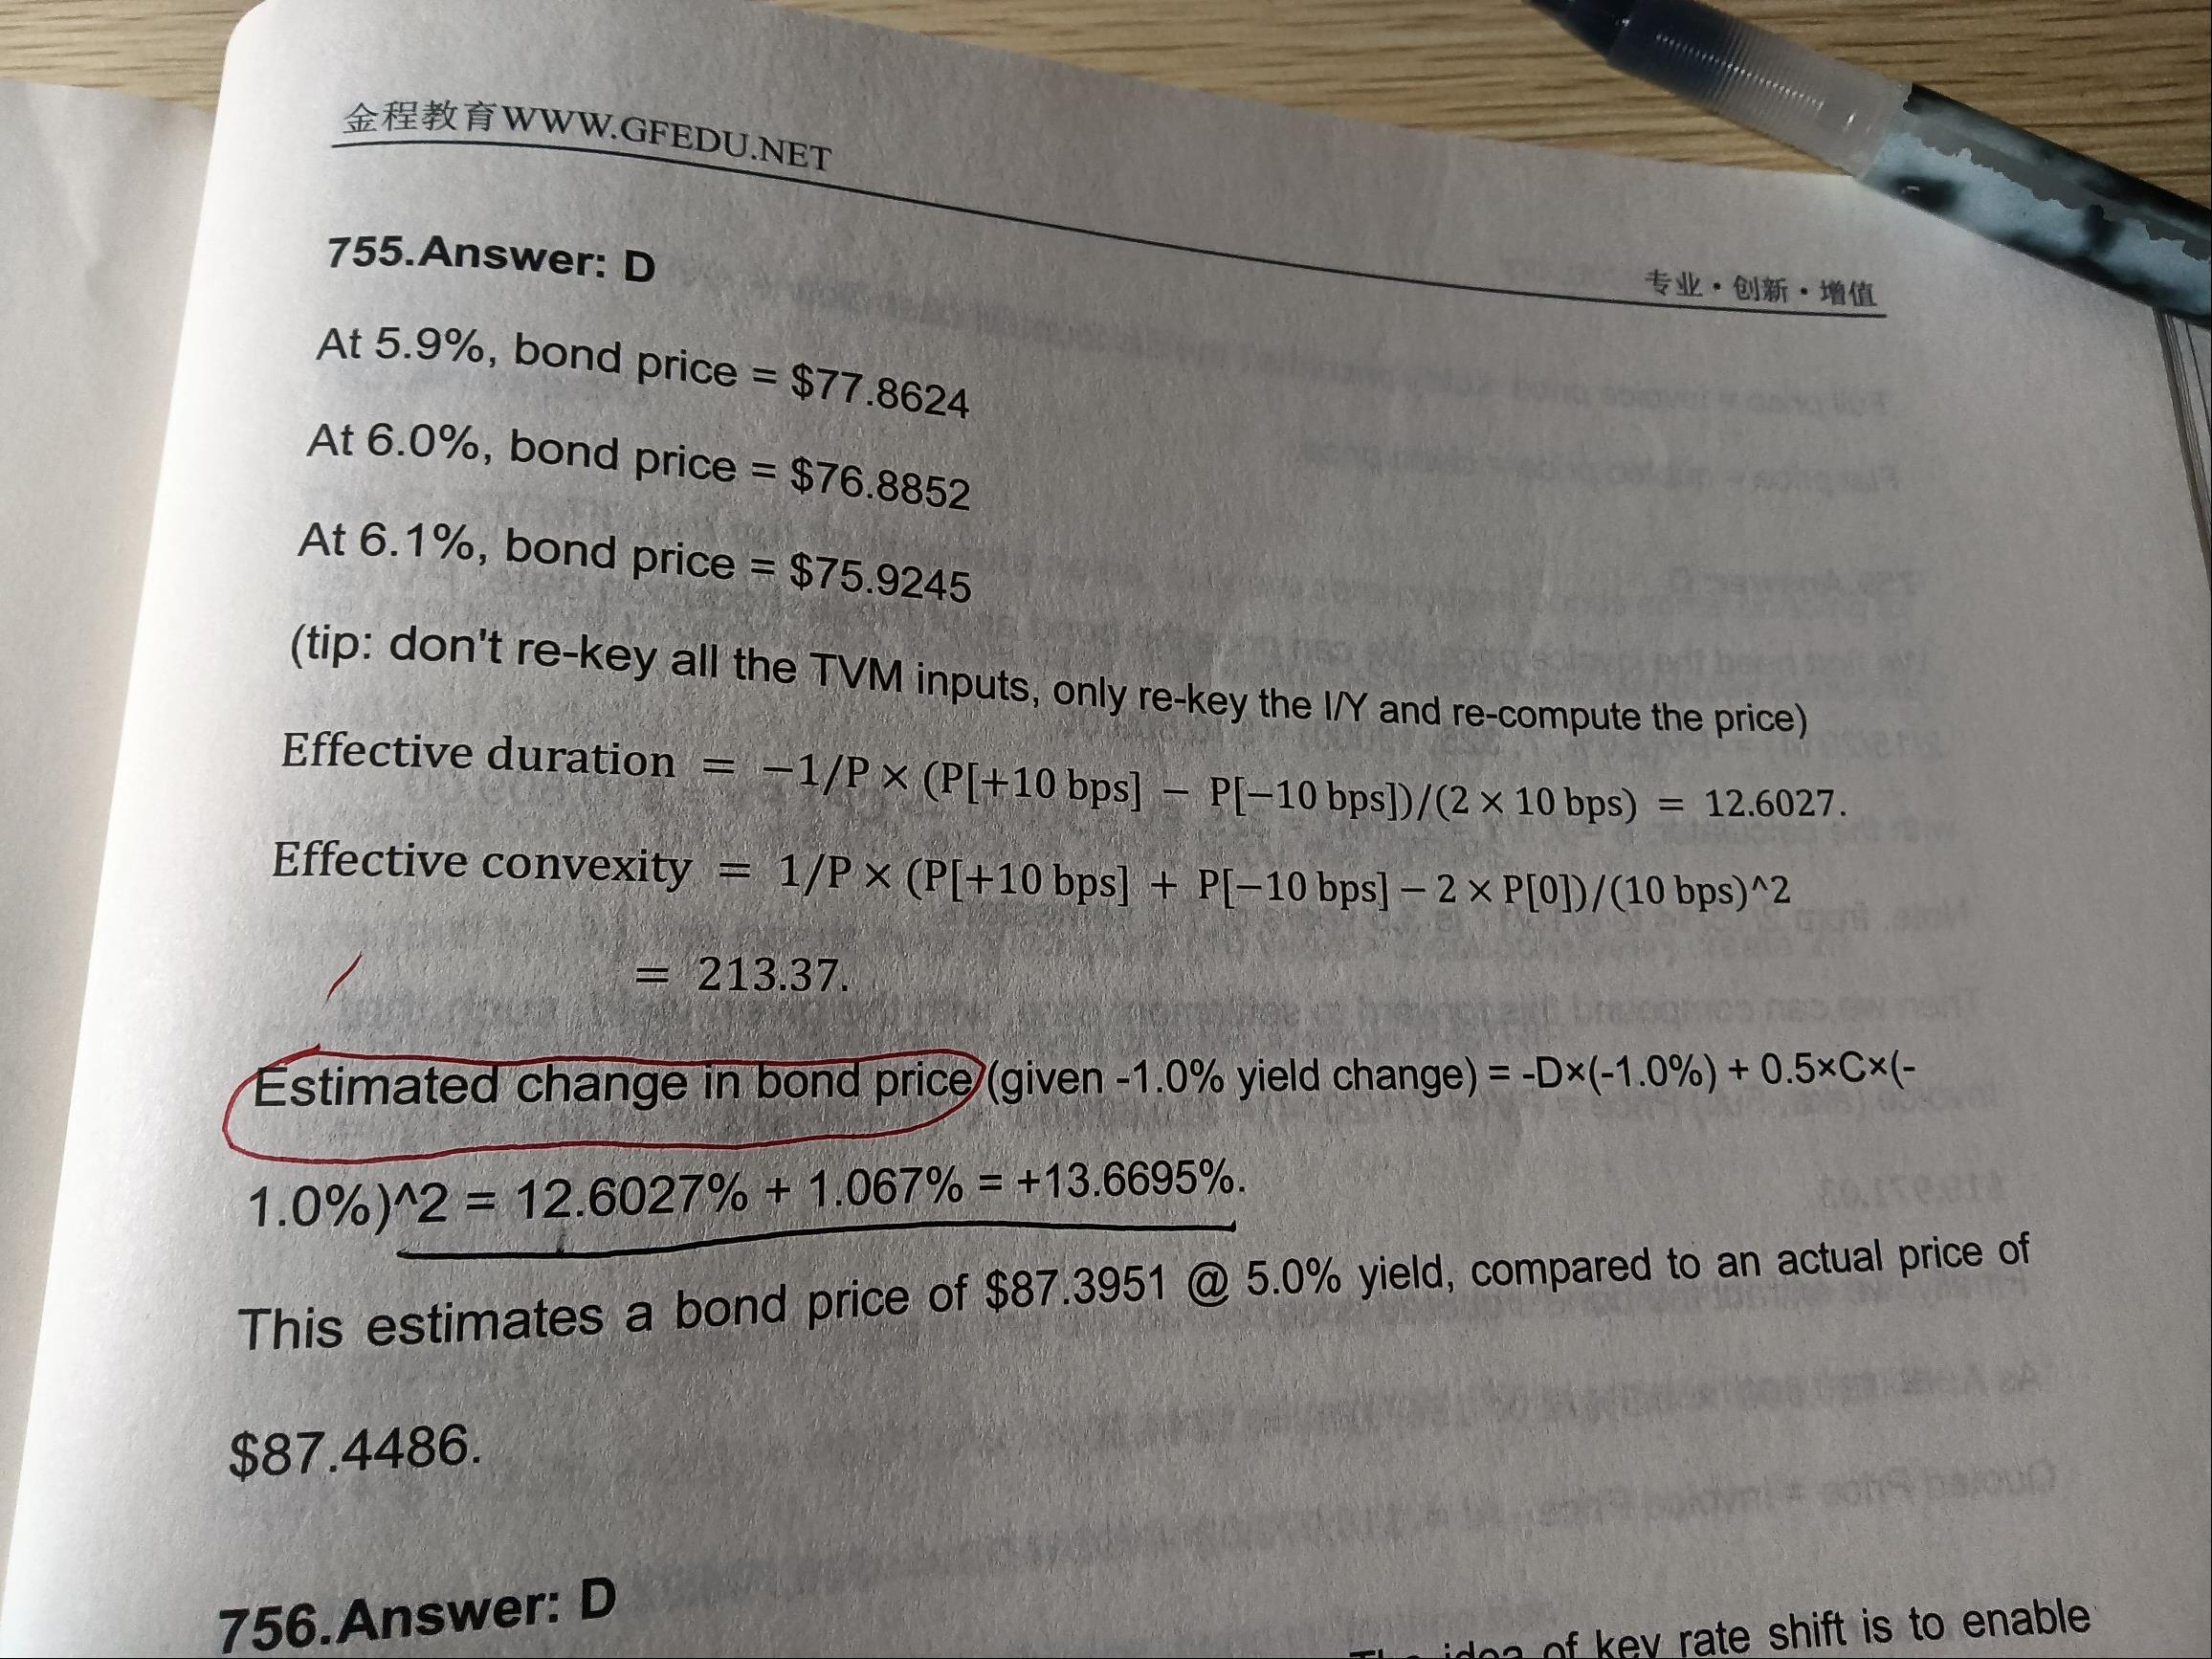 金程教育WWW.GFEDU.NET
专业·创新·增值
755.Answer: D
At 5.9%, bond price = $77.8624
At 6.0%, bond price = $76.8852
At 6.1%, bond price = $75.9245
(tip: don't re-key all the TVM inputs, only re-key the I/Y and re-compute the price)
Effective duration = −1/P × (P[+10 bps] − P[−10 bps])/(2 × 10 bps) = 12.6027.
Effective convexity = 1/P × (P[+10 bps] + P[−10 bps] − 2 × P[0])/(10 bps)^2
= 213.37.
Estimated change in bond price (given -1.0% yield change) = -D×(-1.0%) + 0.5×C×(-
1.0%)^2 = 12.6027% + 1.067% = +13.6695%.
This estimates a bond price of $87.3951 @ 5.0% yield, compared to an actual price of
$87.4486.
756.Answer: D
The idea of key rate shift is to enable